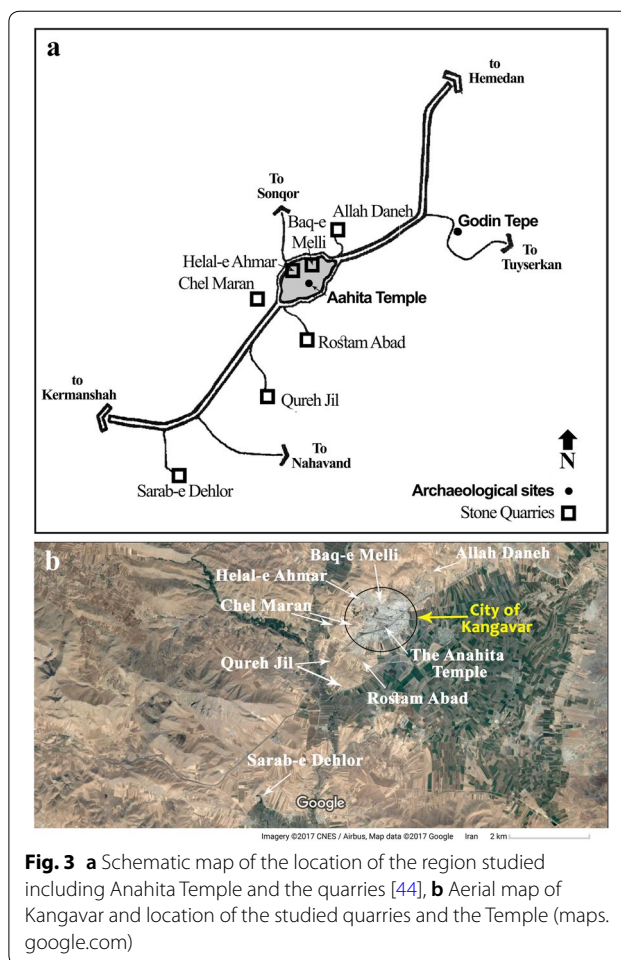 a
to
Hemedan
To
Sonqor
Allah Daneh
Baq-e
Melli
Godin Tepe
Helal-e Ahmar
To
Tuyserkan
Chel Maran
Aahita Temple
Rostam Abad
to
Kermanshah
Qureh Jil
To
Nahavand
N
Sarab-e Dehlor
Archaeological sites
Stone Quarries
b
Baq-e Melli
Allah Daneh
Helal-e Ahmar
Chel Maran
City of
Kangavar
Qureh Jil
The Anahita
Temple
Rostam Abad
Sarab-e Dehlor
Google
Imagery ©2017 CNES / Airbus, Map data ©2017 Google Iran 2 km
Fig. 3 a Schematic map of the location of the region studied
including Anahita Temple and the quarries [44], b Aerial map of
Kangavar and location of the studied quarries and the Temple (maps.
google.com)